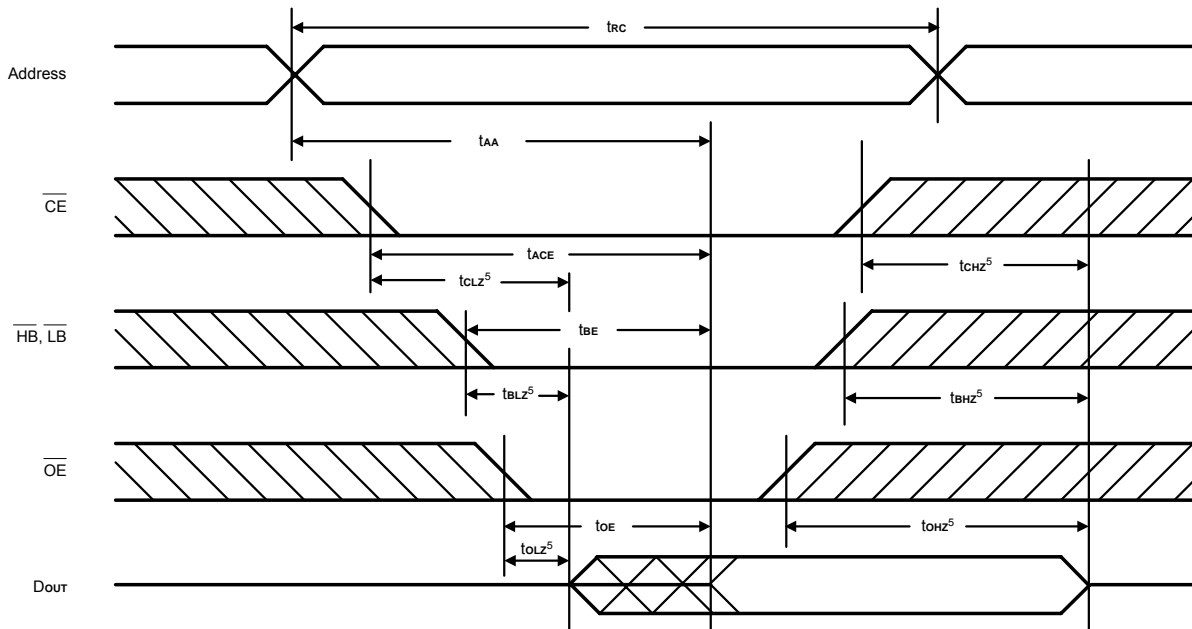 tRC
Address
tAA
CE
tACE
tCLZ5
tCHZ5
HB, LB
tBE
tBLZ5
tBHZ5
OE
tOE
tOHZ5
tOLZ5
DOUT